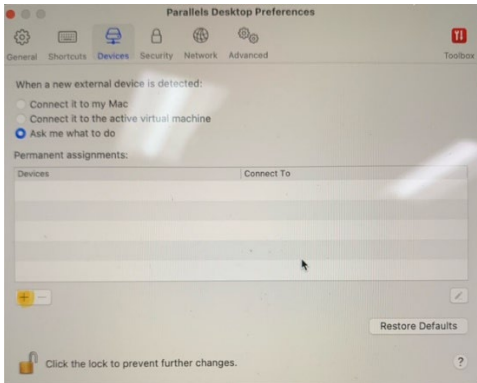 Parallels Desktop Preferences
General Shortcuts Devices Security Network Advanced Toolbox
When a new external device is detected:
Connect it to my Mac
Connect it to the active virtual machine
Ask me what to do
Permanent assignments:
Devices Connect To
+ −
Restore Defaults
Click the lock to prevent further changes. ?